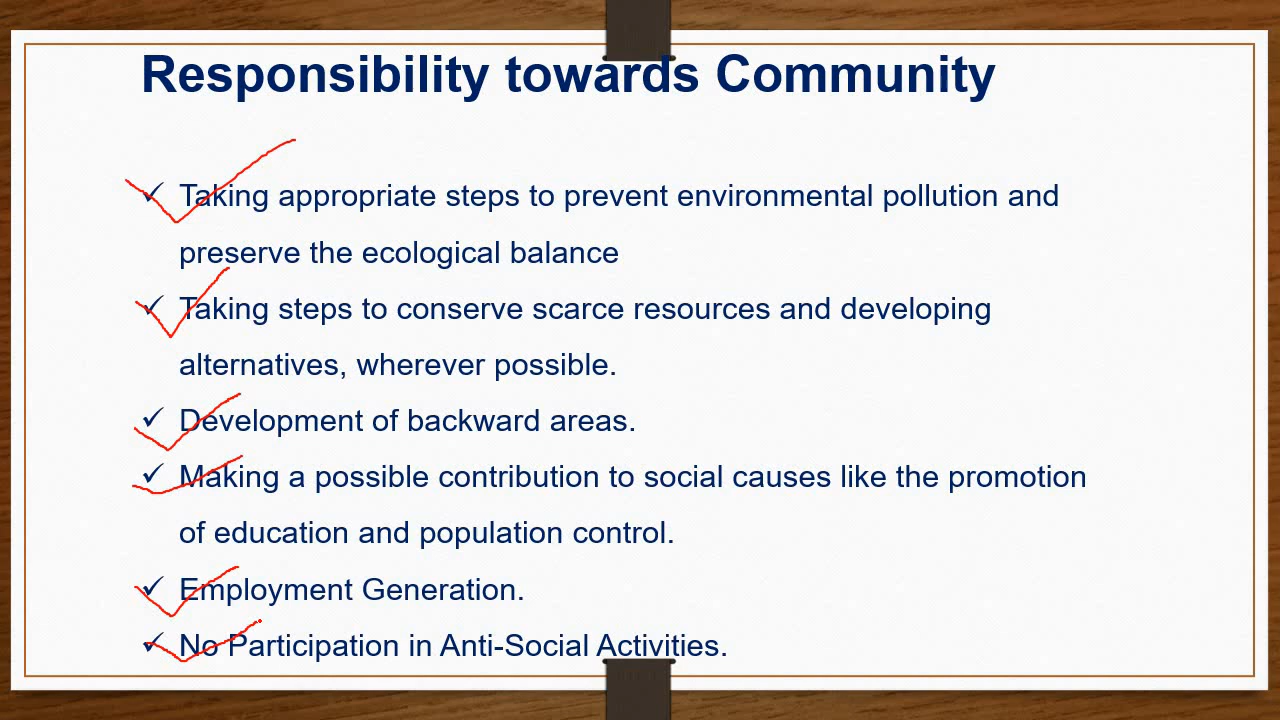 Responsibility towards Community
✓ Taking appropriate steps to prevent environmental pollution and
preserve the ecological balance
✓ Taking steps to conserve scarce resources and developing
alternatives, wherever possible.
✓ Development of backward areas.
✓ Making a possible contribution to social causes like the promotion
of education and population control.
✓ Employment Generation.
✓ No Participation in Anti-Social Activities.